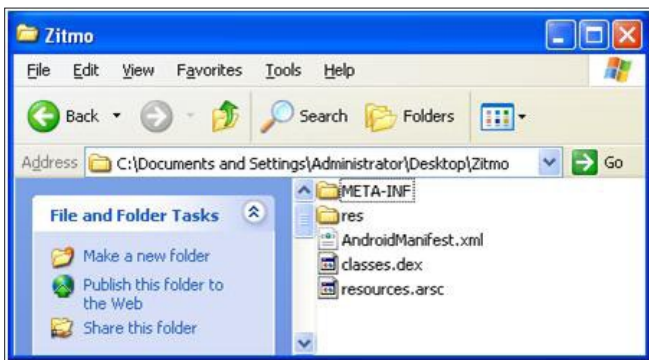 Zitmo
File Edit View Favorites Tools Help
Back Search Folders
Address C:\Documents and Settings\Administrator\Desktop\Zitmo Go
File and Folder Tasks
Make a new folder
Publish this folder to
the Web
Share this folder
META-INF
res
AndroidManifest.xml
classes.dex
resources.arsc